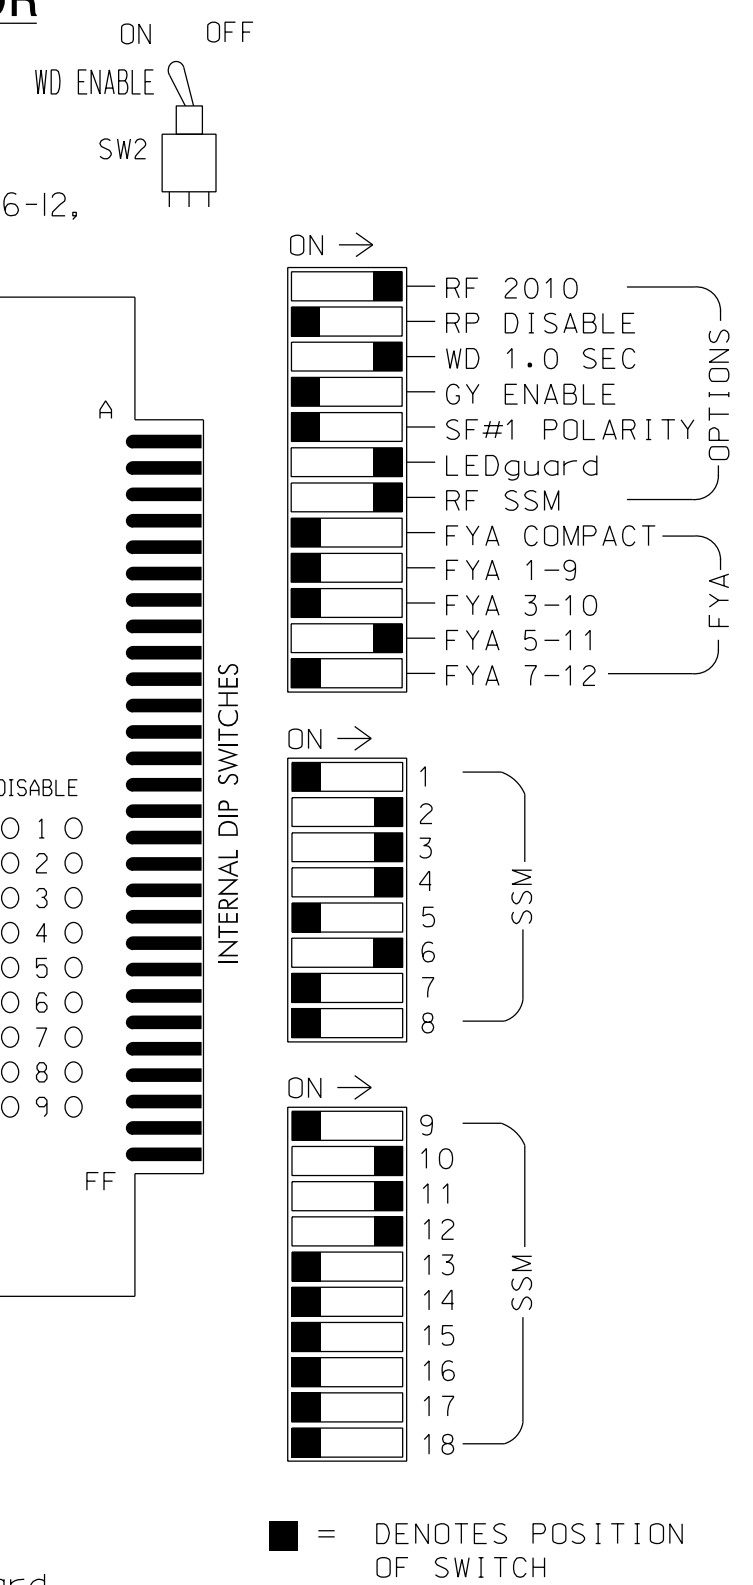 ON OFF
WD ENABLE
SW2
6-12,
ON
RF 2010
RP DISABLE
WD 1.0 SEC
GY ENABLE
SF#1 POLARITY
LEDguard
RF SSM
OPTIONS
FYA COMPACT
FYA 1-9
FYA 3-10
FYA 5-11
FYA 7-12
FYA
A
FF
INTERNAL DIP SWITCHES
DISABLE
1
2
3
4
5
6
7
8
9
ON
1
2
3
4
5
6
7
8
SSM
ON
9
10
11
12
13
14
15
16
17
18
SSM
= DENOTES POSITION
OF SWITCH